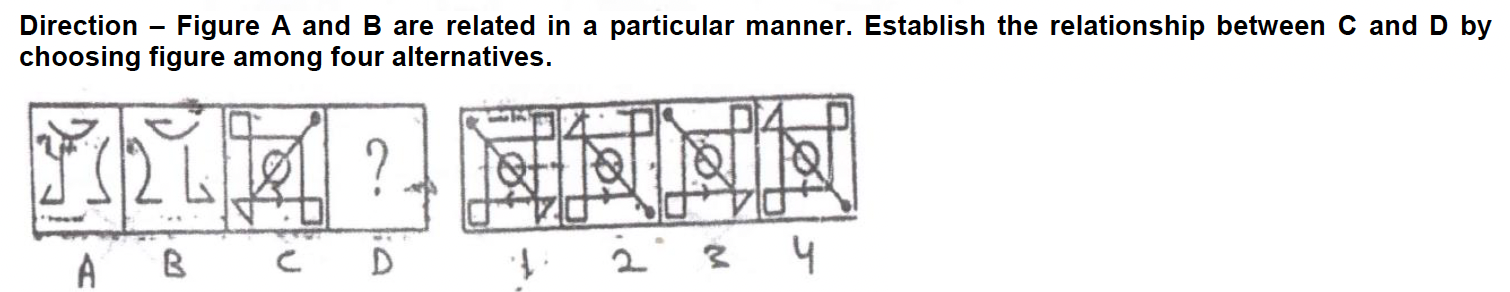 Direction – Figure A and B are related in a particular manner. Establish the relationship between C and D by
choosing figure among four alternatives.
?
A B C D 1 2 3 4